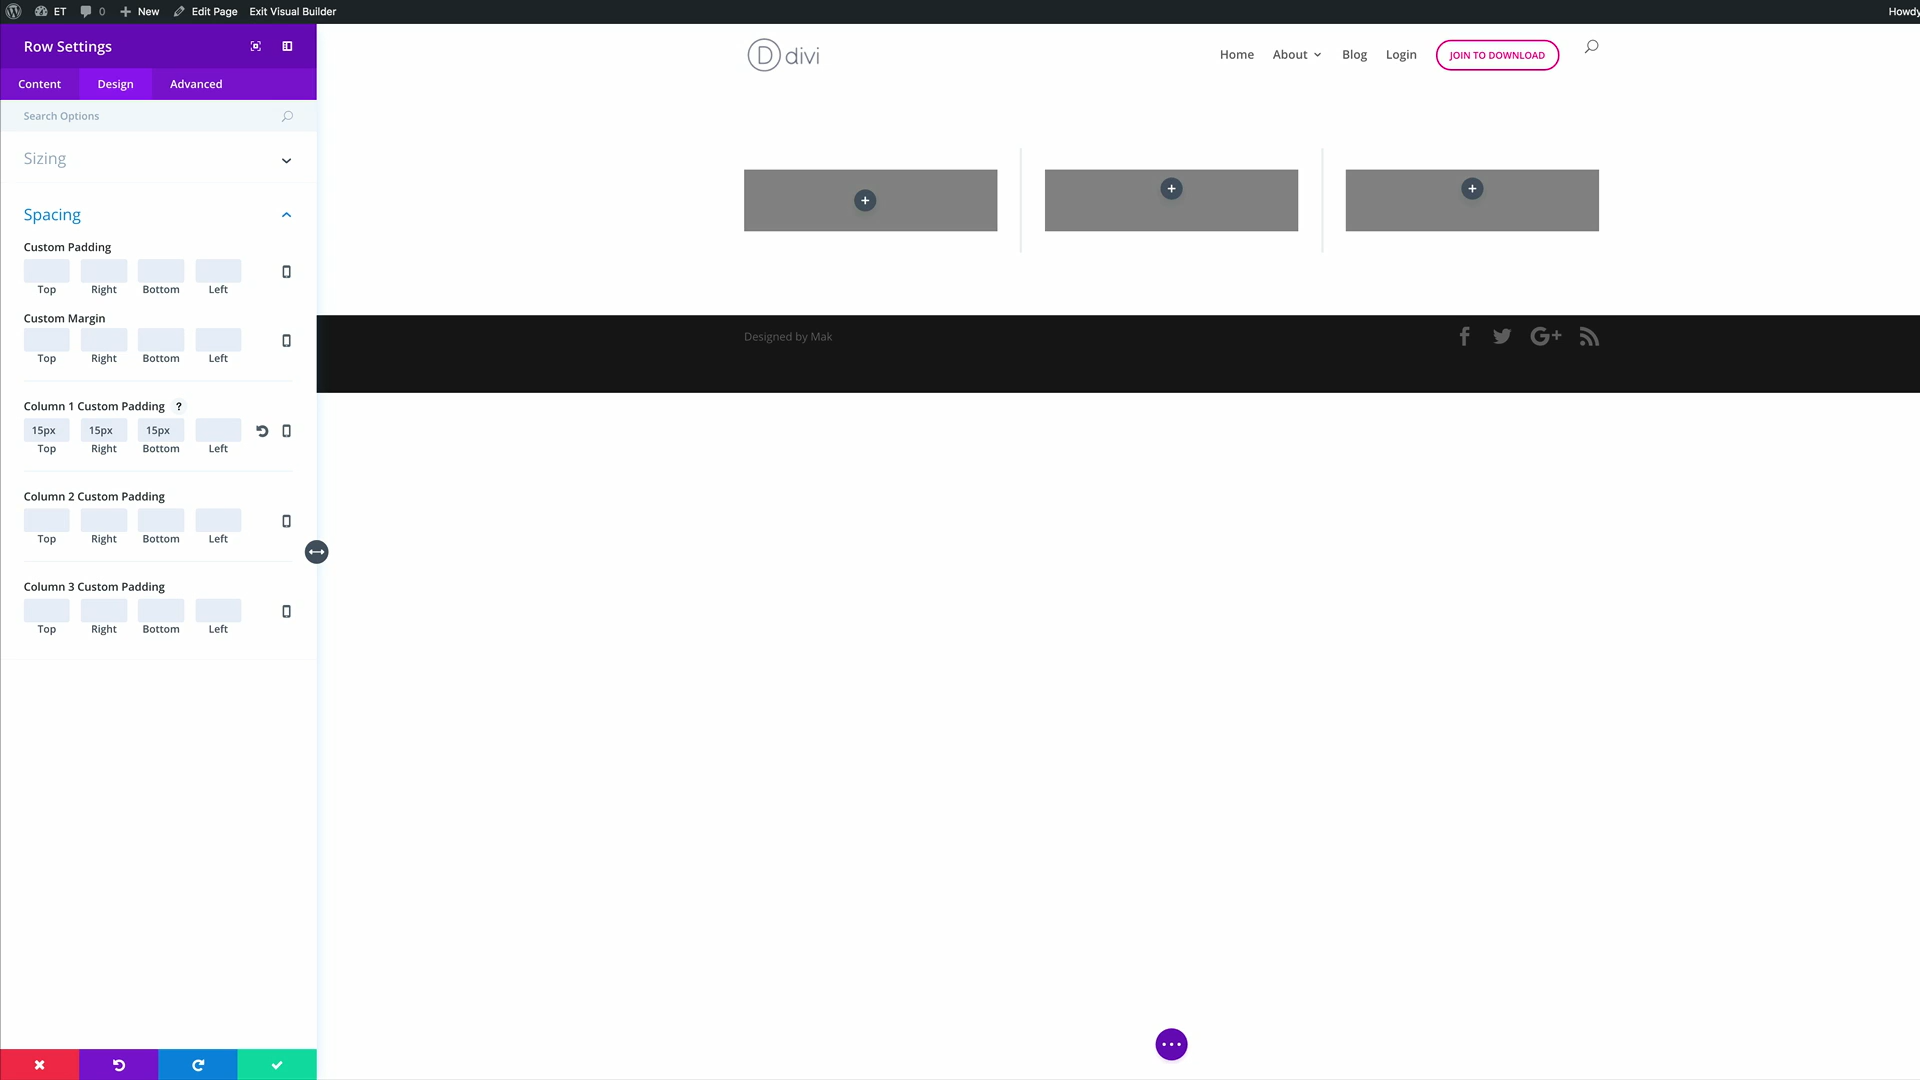 ET 0 New Edit Page Exit Visual Builder Howdy
Row Settings
Content Design Advanced
Search Options
Sizing
Spacing
Custom Padding
Top Right Bottom Left
Custom Margin
Top Right Bottom Left
Column 1 Custom Padding ?
15px 15px 15px
Top Right Bottom Left
Column 2 Custom Padding
Top Right Bottom Left
Column 3 Custom Padding
Top Right Bottom Left
D divi
Home About Blog Login JOIN TO DOWNLOAD
Designed by Mak